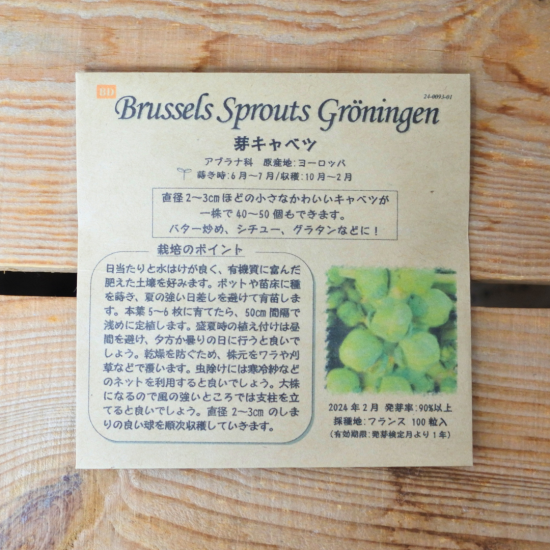 BD
24-0093-01
Brussels Sprouts Gröningen
芽キャベツ
アブラナ科 原産地:ヨーロッパ
蒔き時:6月~7月/収穫:10月~2月
直径2~3cmほどの小さなかわいいキャベツが
一株で40~50個もできます。
バター炒め、シチュー、グラタンなどに!
栽培のポイント
日当たりと水はけが良く、有機質に富んだ
肥えた土壌を好みます。ポットや苗床に種
を蒔き、夏の強い日差しを避けて育苗しま
す。本葉5~6枚に育てたら、50cm間隔で
浅めに定植します。盛夏時の植え付けは昼
間を避け、夕方か曇りの日に行うと良いで
しょう。乾燥を防ぐため、株元をワラや刈
草などで覆います。虫除けには寒冷紗など
のネットを利用すると良いでしょう。大株
になるので風の強いところでは支柱を立
てると良いでしょう。直径2~3cmのしま
りの良い球を順次収穫していきます。
2024年2月 発芽率:90%以上
採種地:フランス 100粒入
(有効期限:発芽検定月より1年)